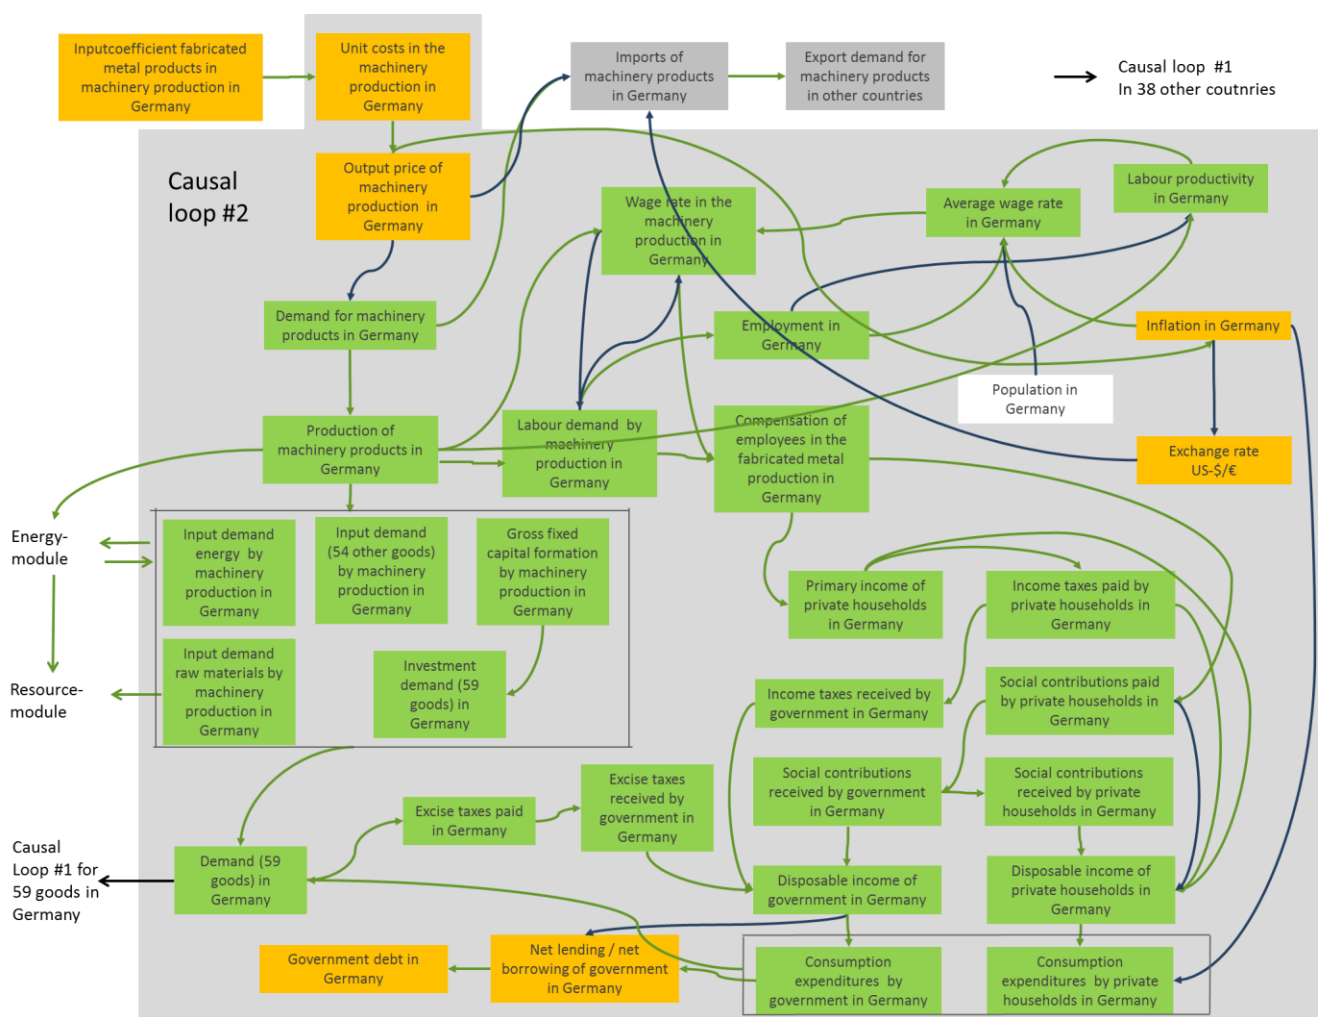 Inputcoefficient fabricated
metal products in
machinery production in
Germany
Unit costs in the
machinery
production in
Germany
Imports of
machinery products
in Germany
Export demand for
machinery products
in other countries
Causal loop #1
In 38 other coutnries
Causal
loop #2
Output price of
machinery
production in
Germany
Wage rate in the
machinery
production in
Germany
Average wage rate
in Germany
Labour productivity
in Germany
Demand for machinery
products in Germany
Employment in
Germany
Inflation in Germany
Population in
Germany
Production of
machinery products in
Germany
Labour demand by
machinery
production in
Germany
Compensation of
employees in the
fabricated metal
production in
Germany
Exchange rate
US-$/€
Energy-
module
Input demand
energy by
machinery
production in
Germany
Input demand
(54 other goods)
by machinery
production in
Germany
Gross fixed
capital formation
by machinery
production in
Germany
Primary income of
private households
in Germany
Income taxes paid by
private households in
Germany
Resource-
module
Input demand
raw materials by
machinery
production in
Germany
Investment
demand (59
goods) in
Germany
Income taxes received by
government in Germany
Social contributions paid
by private households in
Germany
Excise taxes paid
in Germany
Excise taxes
received by
government in
Germany
Social contributions
received by government
in Germany
Social contributions
received by private
households in Germany
Causal
Loop #1 for
59 goods in
Germany
Demand (59
goods) in
Germany
Disposable income of
government in Germany
Disposable income of
private households in
Germany
Government debt in
Germany
Net lending / net
borrowing of government
in Germany
Consumption
expenditures by
government in Germany
Consumption
expenditures by private
households in Germany